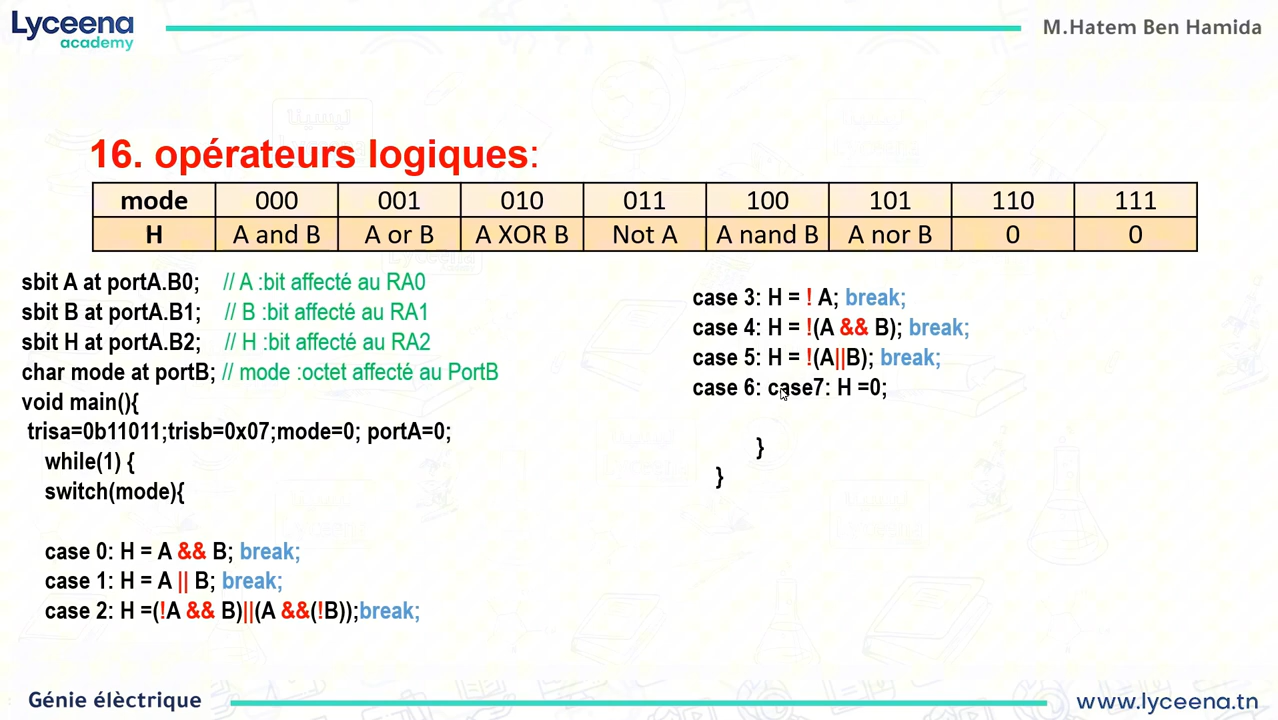 Lyceena
academy
M.Hatem Ben Hamida
ليسينا
16. opérateurs logiques:
mode 000 001 010 011 100 101 110 111
H A and B A or B A XOR B Not A A nand B A nor B 0 0
sbit A at portA.B0; // A :bit affecté au RA0
sbit B at portA.B1; // B :bit affecté au RA1
sbit H at portA.B2; // H :bit affecté au RA2
char mode at portB; // mode :octet affecté au PortB
void main(){
trisa=0b11011;trisb=0x07;mode=0; portA=0;
while(1) {
switch(mode){
case 0: H = A && B; break;
case 1: H = A || B; break;
case 2: H =(!A && B)||(A &&(!B));break;
case 3: H = ! A; break;
case 4: H = !(A && B); break;
case 5: H = !(A||B); break;
case 6: case7: H =0;
}
}
Génie élèctrique
www.lyceena.tn